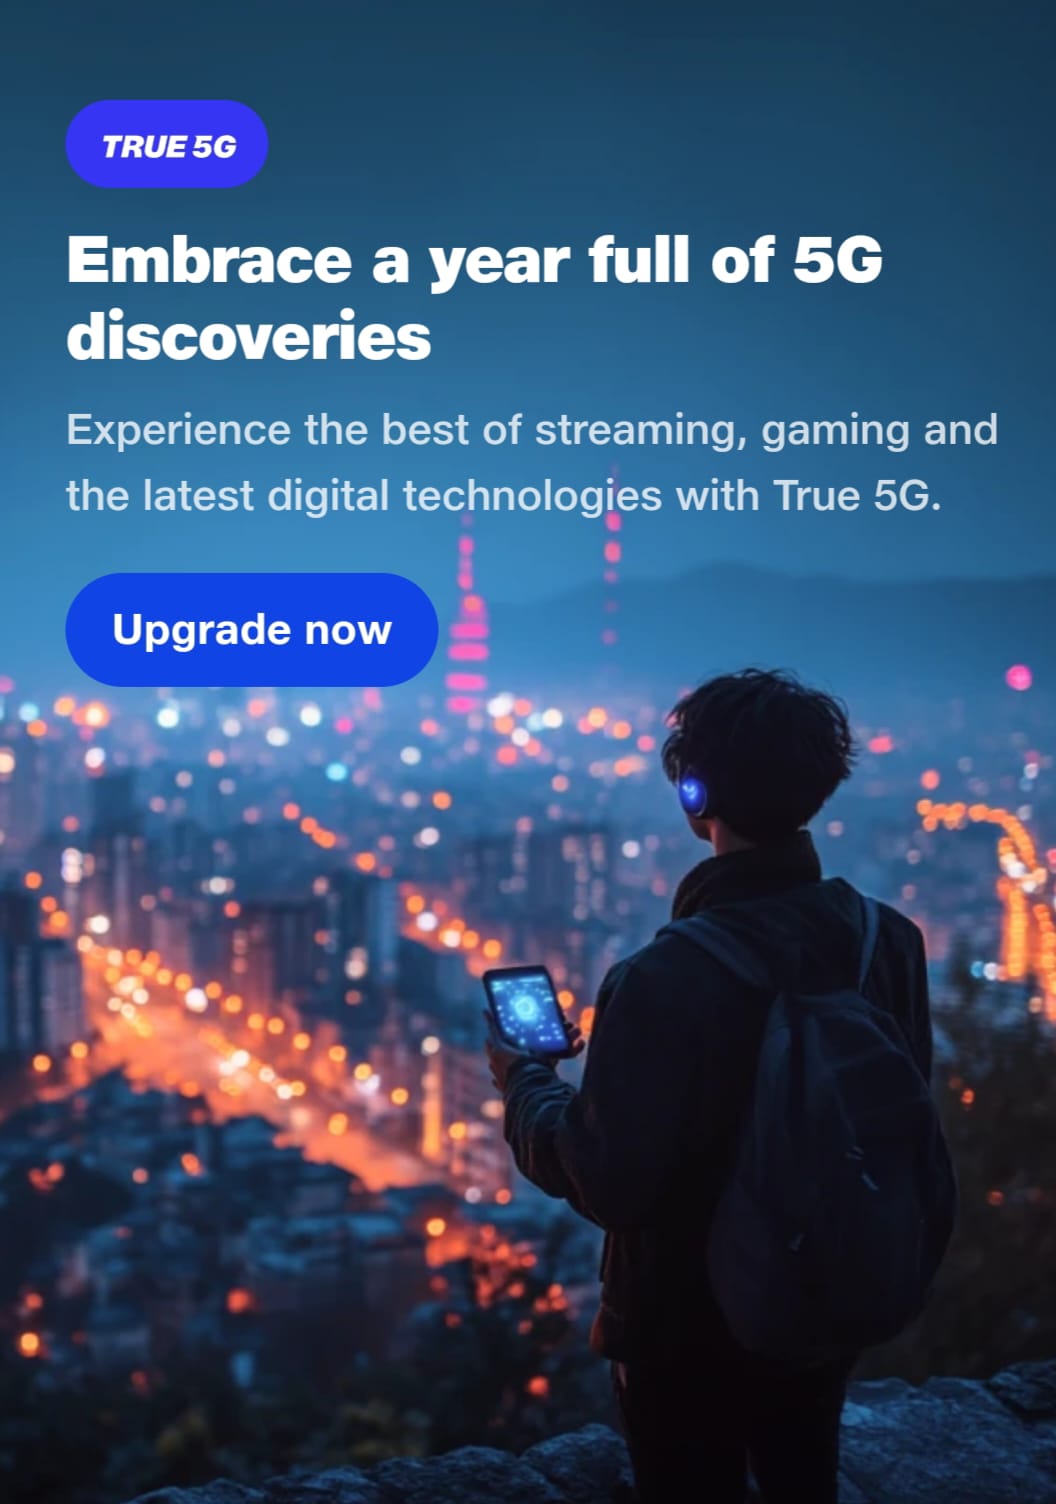 TRUE 5G
Embrace a year full of 5G
discoveries
Experience the best of streaming, gaming and
the latest digital technologies with True 5G.
Upgrade now